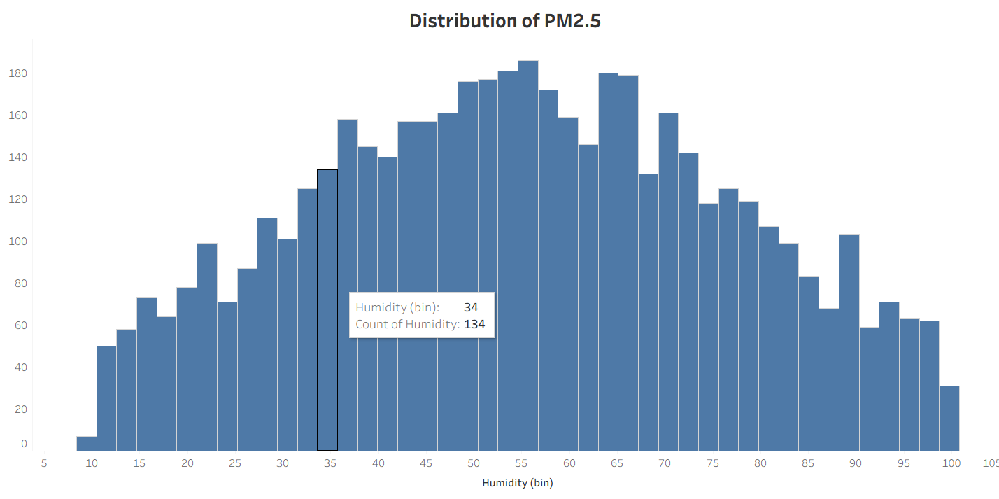 Distribution of PM2.5
180
160
140
120
100
80
60
40
20
0
Humidity (bin): 34
Count of Humidity: 134
5 10 15 20 25 30 35 40 45 50 55 60 65 70 75 80 85 90 95 100 105
Humidity (bin)